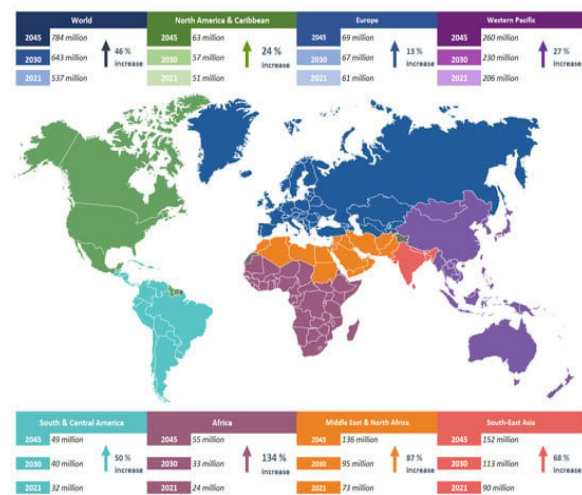 World
2045 784 million
2030 643 million
2021 537 million
46 % increase
North America & Caribbean
2045 63 million
2030 57 million
2021 51 million
24 % increase
Europe
2045 69 million
2030 67 million
2021 61 million
13 % increase
Western Pacific
2045 260 million
2030 230 million
2021 206 million
27 % increase
South & Central America
2045 49 million
2030 40 million
2021 32 million
50 % increase
Africa
2045 55 million
2030 33 million
2021 24 million
134 % increase
Middle East & North Africa
2045 136 million
2030 95 million
2021 73 million
87 % increase
South-East Asia
2045 152 million
2030 113 million
2021 90 million
68 % increase